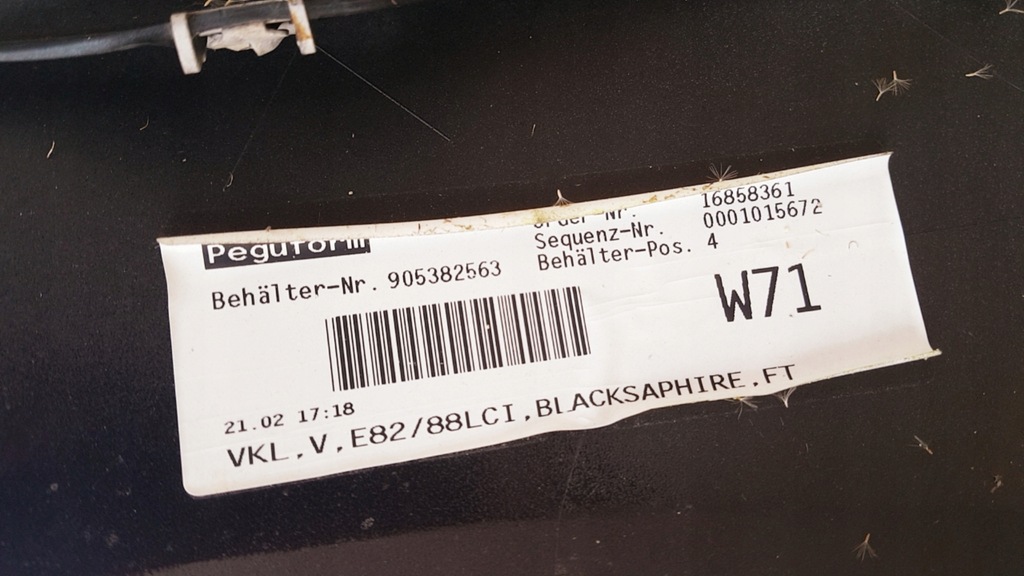 Peguform
Order-Nr. 16858361
Sequenz-Nr. 0001015672
Behälter-Nr. 905382563
Behälter-Pos. 4
W71
21.02 17:18
VKL,V,E82/88LCI,BLACKSAPHIRE,FT